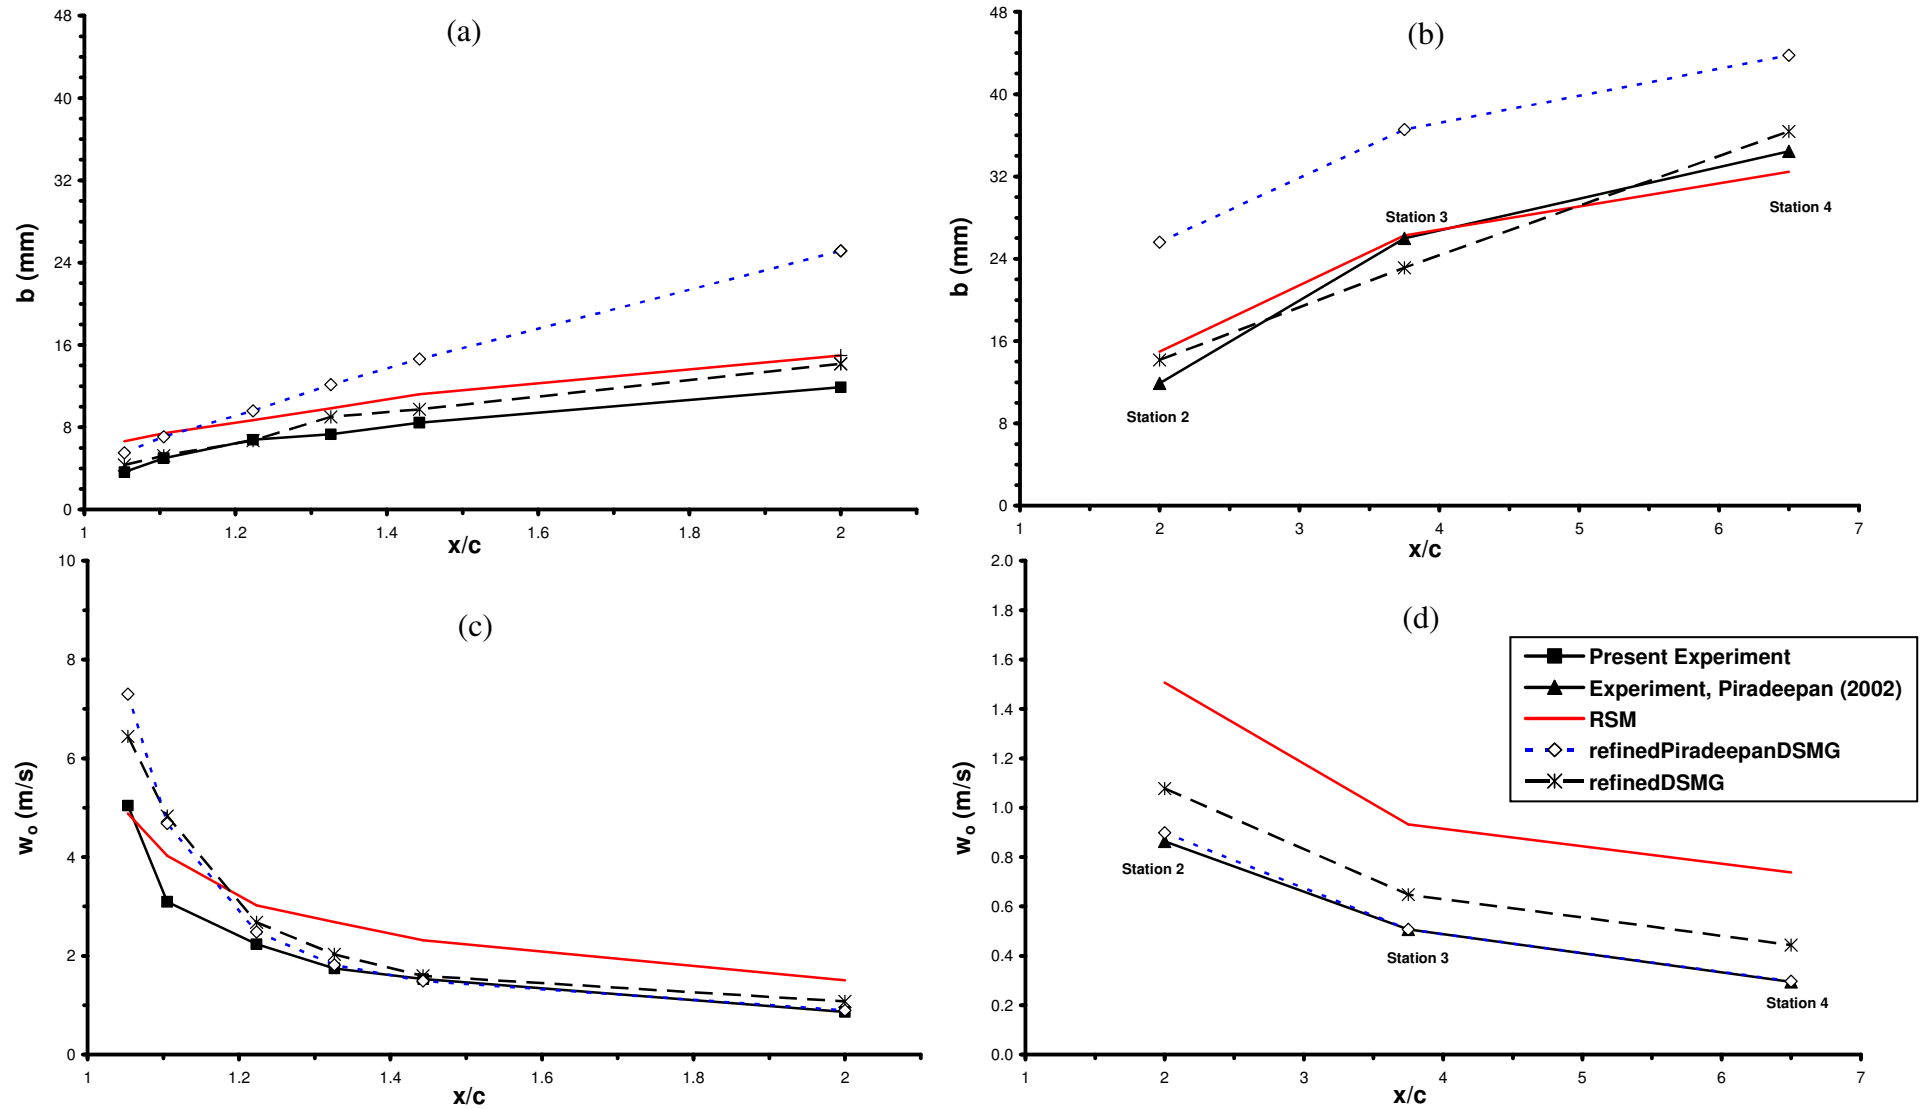 (a)
48
40
32
24
16
8
0
b (mm)
1
1.2
1.4
1.6
1.8
2
x/c
(b)
48
40
32
24
16
8
0
b (mm)
Station 2
Station 3
Station 4
1
2
3
4
5
6
7
x/c
(c)
10
8
6
4
2
0
w₀ (m/s)
1
1.2
1.4
1.6
1.8
2
x/c
(d)
2.0
1.8
1.6
1.4
1.2
1.0
0.8
0.6
0.4
0.2
0.0
w₀ (m/s)
Station 2
Station 3
Station 4
1
2
3
4
5
6
7
x/c
Present Experiment
Experiment, Piradeepan (2002)
RSM
refinedPiradeepanDSMG
refinedDSMG